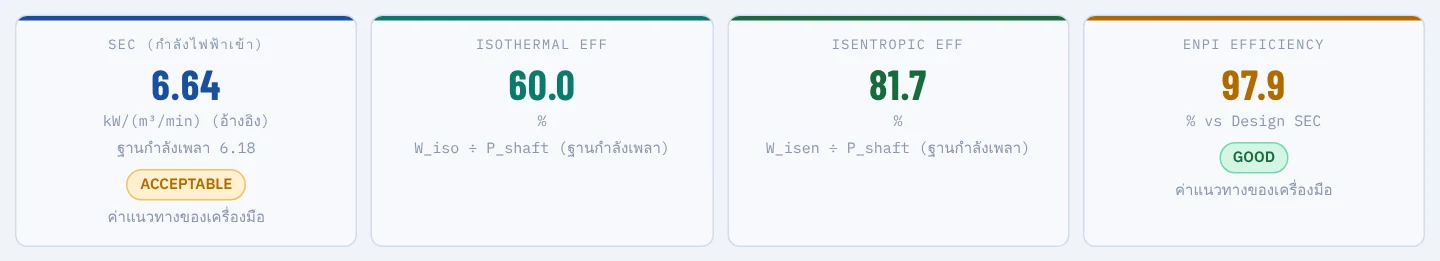 SEC (กำลังไฟฟ้าเข้า)
6.64
kW/(m³/min) (อ้างอิง)
ฐานกำลังเพลา 6.18
ACCEPTABLE
ค่าแนวทางของเครื่องมือ
ISOTHERMAL EFF
60.0
%
W_iso ÷ P_shaft (ฐานกำลังเพลา)
ISENTROPIC EFF
81.7
%
W_isen ÷ P_shaft (ฐานกำลังเพลา)
ENPI EFFICIENCY
97.9
% vs Design SEC
GOOD
ค่าแนวทางของเครื่องมือ